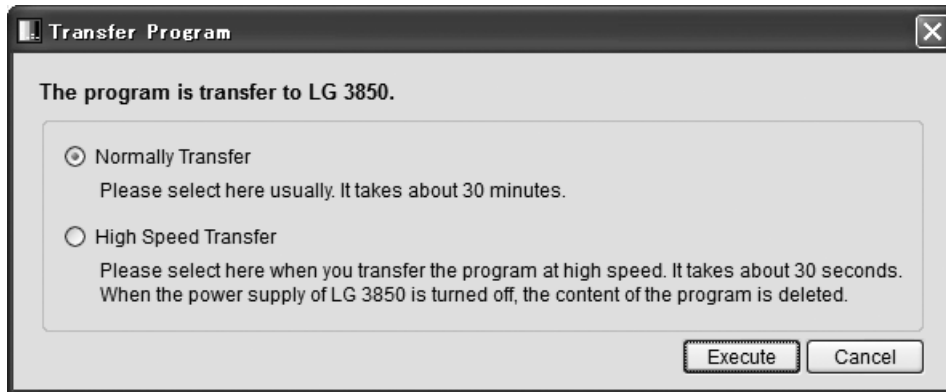 Transfer Program
The program is transfer to LG 3850.
Normally Transfer
Please select here usually. It takes about 30 minutes.
High Speed Transfer
Please select here when you transfer the program at high speed. It takes about 30 seconds.
When the power supply of LG 3850 is turned off, the content of the program is deleted.
Execute Cancel